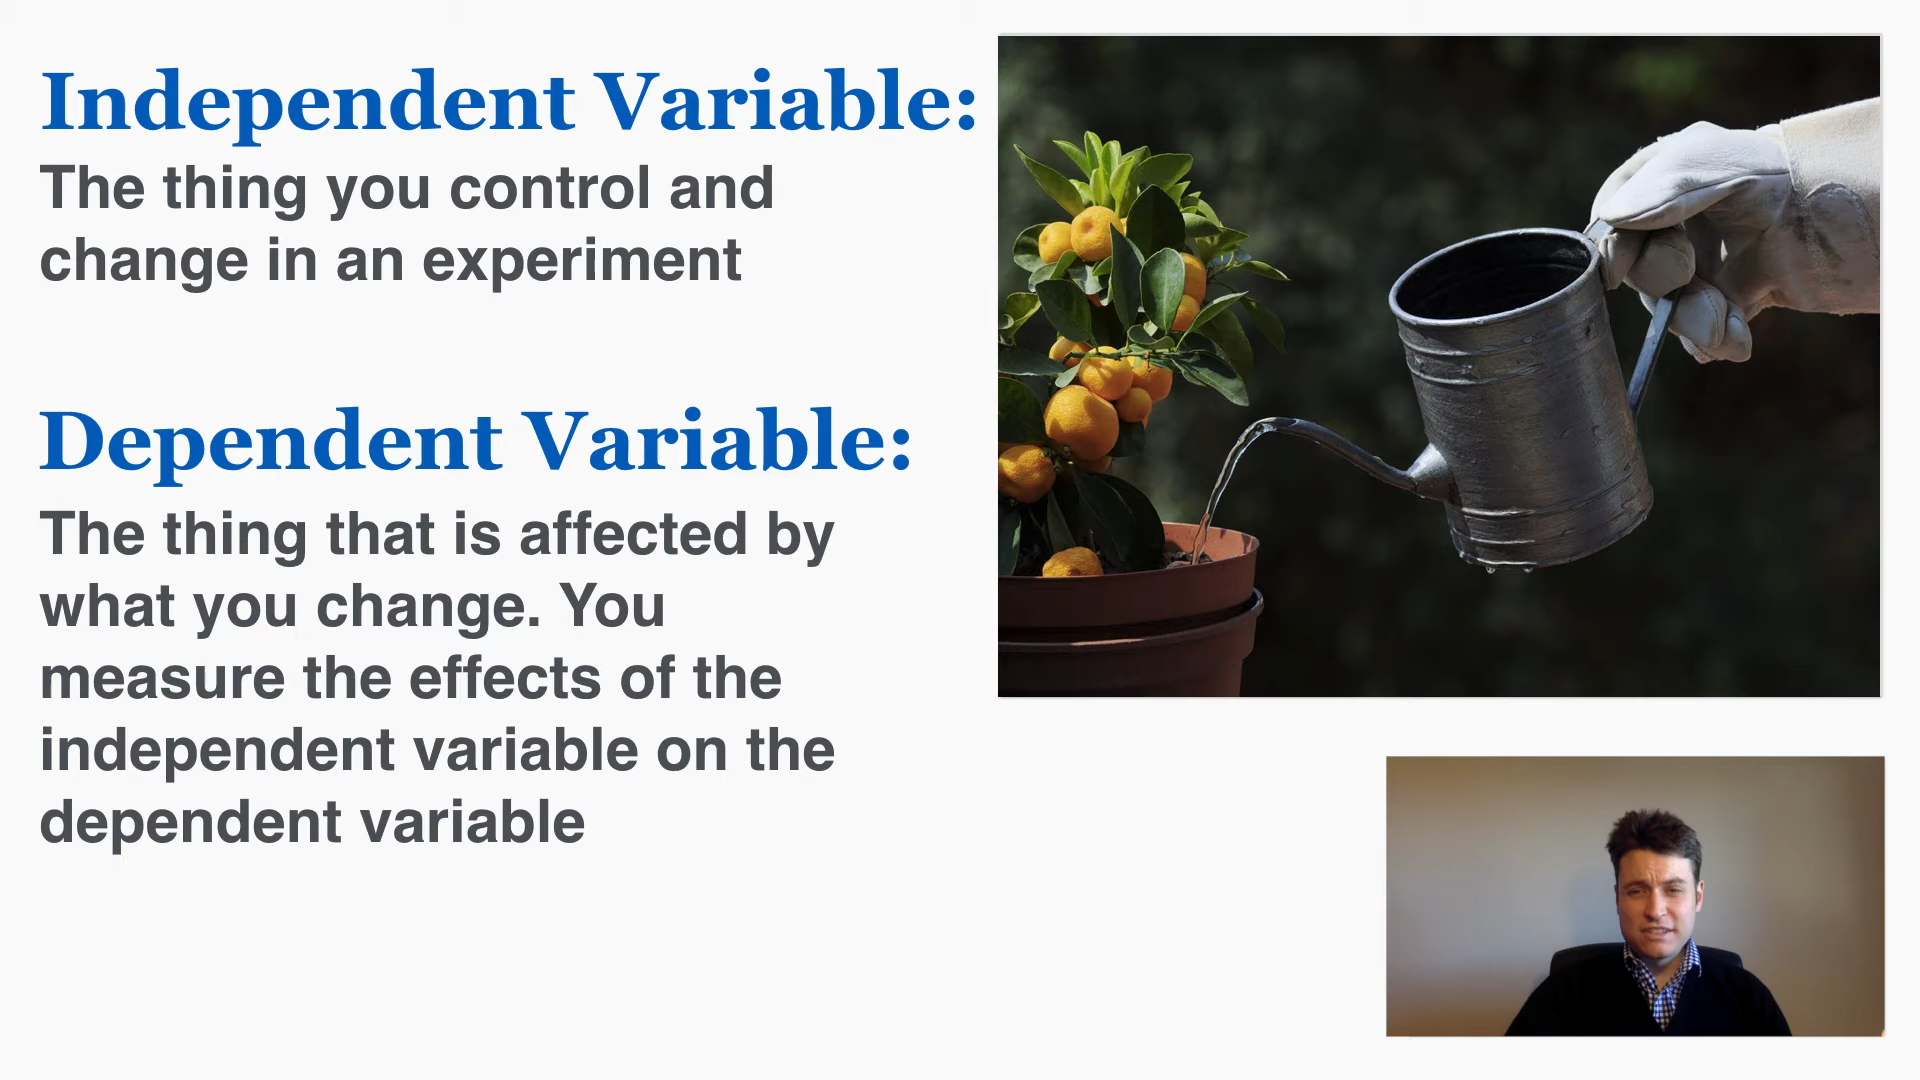 Independent Variable:
The thing you control and
change in an experiment
Dependent Variable:
The thing that is affected by
what you change. You
measure the effects of the
independent variable on the
dependent variable